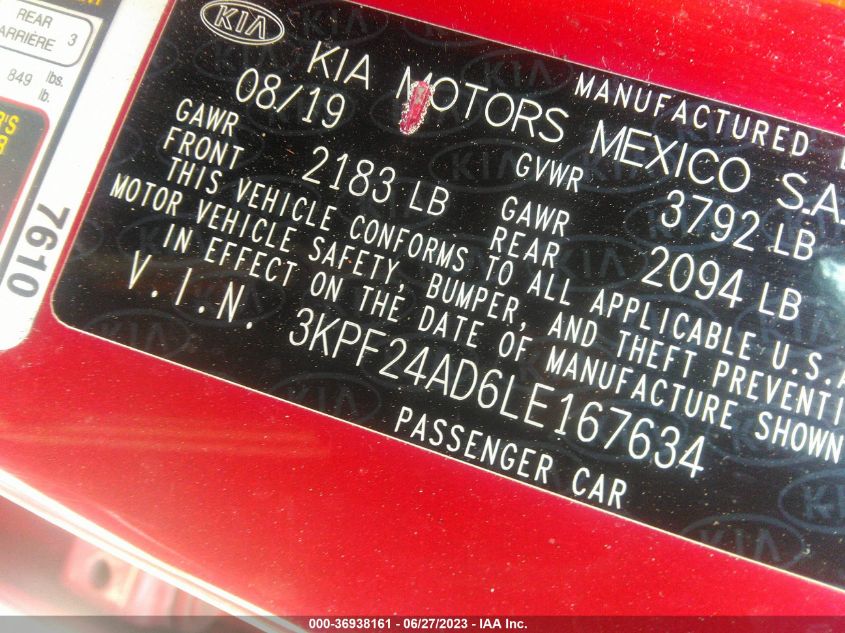 REAR 3
ARRIÈRE
849 lbs.
lb.
7610
KIA
MANUFACTURED
KIA MOTORS MEXICO S.A.
08/19
GAWR
FRONT 2183 LB
GVWR 3792 LB
GAWR
REAR 2094 LB
THIS VEHICLE CONFORMS TO ALL APPLICABLE U.S.A
MOTOR VEHICLE SAFETY, BUMPER, AND THEFT PREVENTI
IN EFFECT ON THE DATE OF MANUFACTURE SHOWN
V.I.N. 3KPF24AD6LE167634
PASSENGER CAR
000-36938161 - 06/27/2023 - IAA Inc.